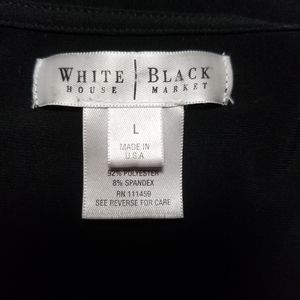 WHITE | BLACK
HOUSE | MARKET
L
MADE IN
U.S.A
92% POLYESTER
8% SPANDEX
RN 111459
SEE REVERSE FOR CARE